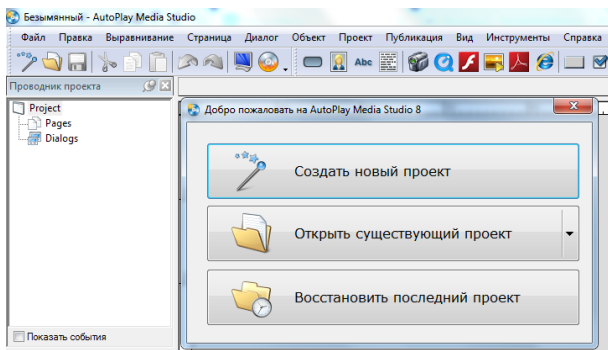 Безымянный - AutoPlay Media Studio
Файл Правка Выравнивание Страница Диалог Объект Проект Публикация Вид Инструменты Справка
Abc
Проводник проекта
Project
Pages
Dialogs
Добро пожаловать на AutoPlay Media Studio 8
Создать новый проект
Открыть существующий проект
Восстановить последний проект
Показать события